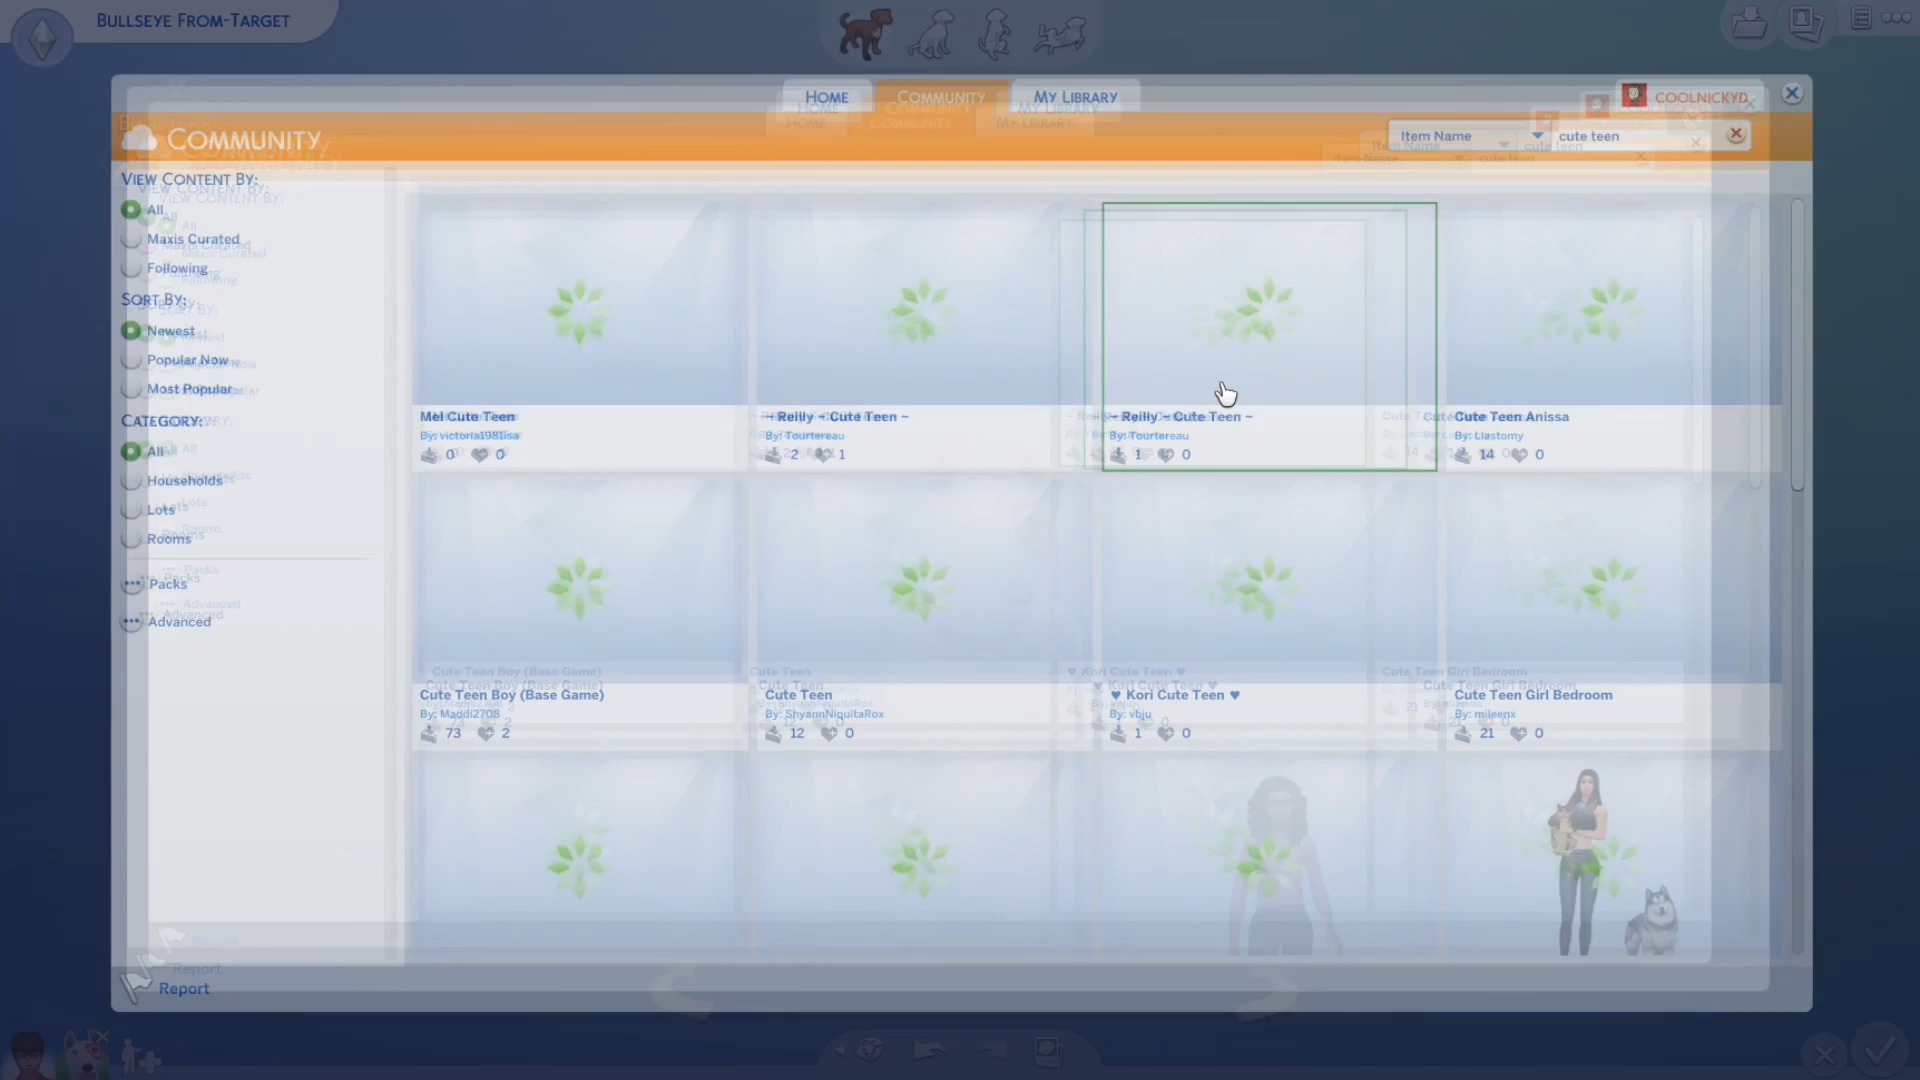 BULLSEYE FROM-TARGET
HOME COMMUNITY MY LIBRARY COOLNICKYD
COMMUNITY Item Name cute teen
VIEW CONTENT BY:
All
Maxis Curated
Following
SORT BY:
Newest
Popular Now
Most Popular
CATEGORY:
All
Households
Lots
Rooms
Packs
Advanced
Report
Mel Cute Teen
By: victoria1981lisa
0 0
~ Reilly ~ Cute Teen ~
By: Tourtereau
2 1
~ Reilly ~ Cute Teen ~
By: Tourtereau
1 0
Cute Teen Anissa
By: Liastomy
14 0
Cute Teen Boy (Base Game)
By: Maddi2708
73 2
Cute Teen
By: ShyannNiquitaRox
12 0
♥ Kori Cute Teen ♥
By: vbju
1 0
Cute Teen Girl Bedroom
By: mileenx
21 0